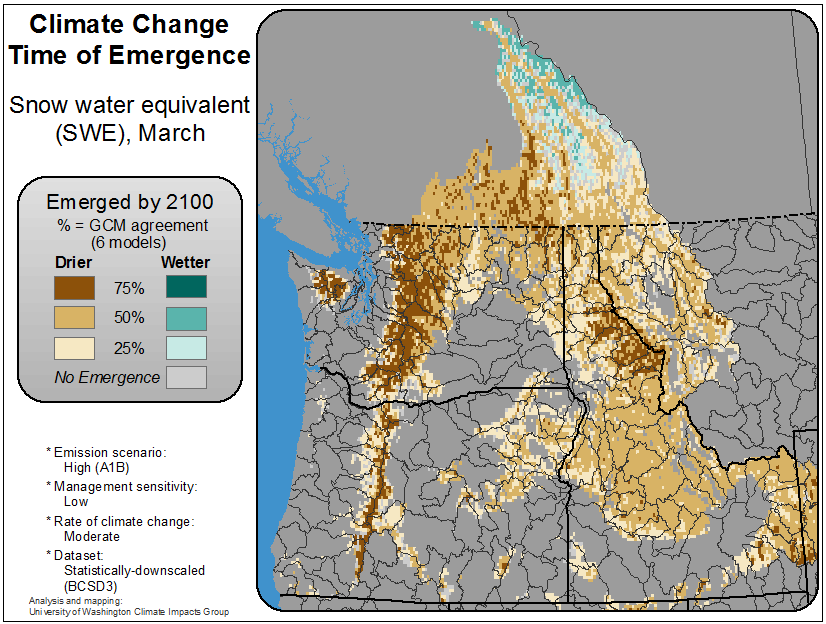 Climate Change
Time of Emergence
Snow water equivalent
(SWE), March
Emerged by 2100
% = GCM agreement
(6 models)
Drier Wetter
75%
50%
25%
No Emergence
* Emission scenario:
High (A1B)
* Management sensitivity:
Low
* Rate of climate change:
Moderate
* Dataset:
Statistically-downscaled
(BCSD3)
Analysis and mapping:
University of Washington Climate Impacts Group